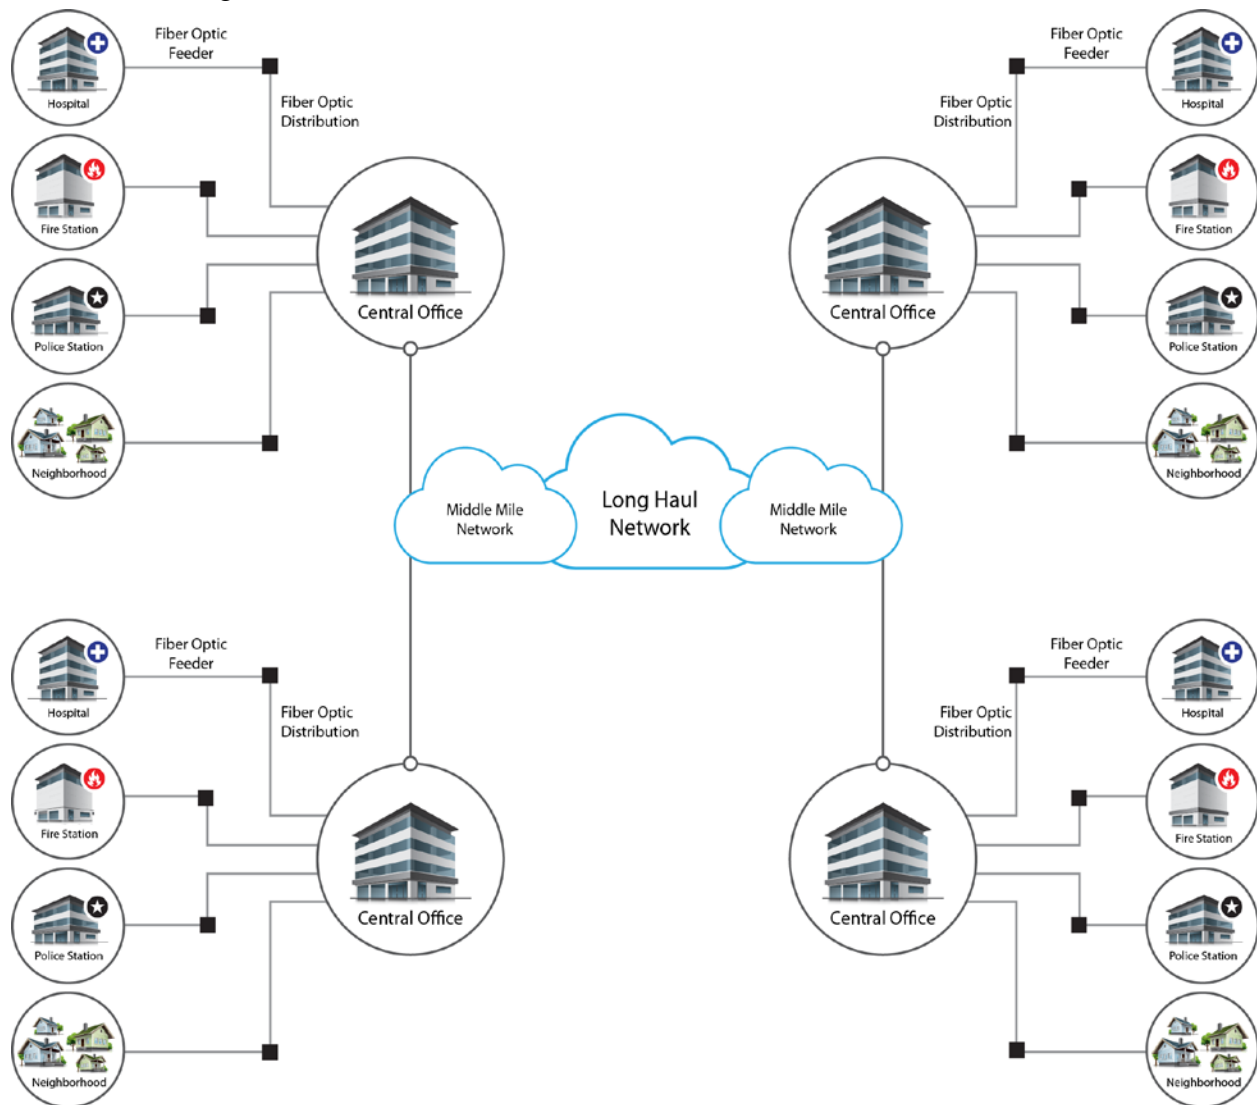 Fiber Optic
Feeder
Hospital
Fiber Optic
Distribution
Fire Station
Central Office
Police Station
Neighborhood
Fiber Optic
Feeder
Hospital
Fiber Optic
Distribution
Fire Station
Central Office
Police Station
Neighborhood
Middle Mile
Network
Long Haul
Network
Middle Mile
Network
Fiber Optic
Feeder
Hospital
Fiber Optic
Distribution
Fire Station
Central Office
Police Station
Neighborhood
Fiber Optic
Feeder
Hospital
Fiber Optic
Distribution
Fire Station
Central Office
Police Station
Neighborhood